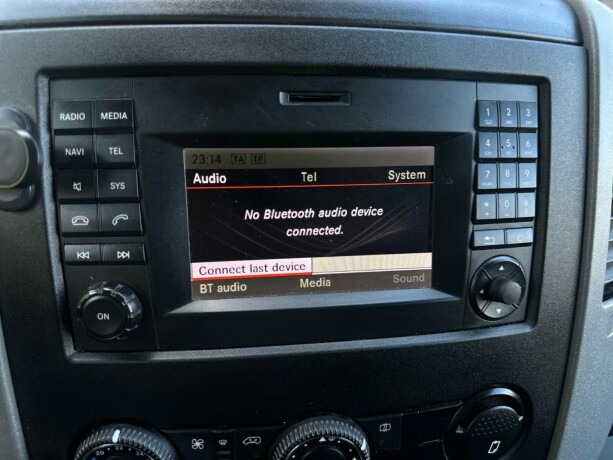 RADIO MEDIA
NAVI TEL
SYS
ON
23:14 TA TP
Audio Tel System
No Bluetooth audio device
connected.
Connect last device
BT audio Media Sound
1 2 3
4 5 6
7 8 9
* 0 #